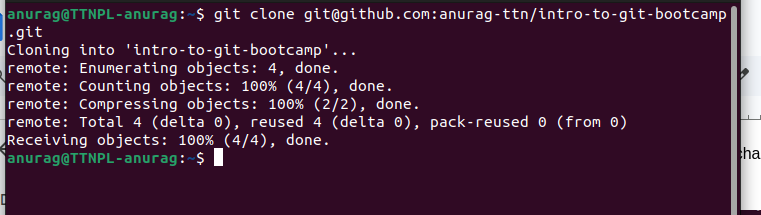 anurag@TTNPL-anurag:~$ git clone git@github.com:anurag-ttn/intro-to-git-bootcamp
.git
Cloning into 'intro-to-git-bootcamp'...
remote: Enumerating objects: 4, done.
remote: Counting objects: 100% (4/4), done.
remote: Compressing objects: 100% (2/2), done.
remote: Total 4 (delta 0), reused 4 (delta 0), pack-reused 0 (from 0)
Receiving objects: 100% (4/4), done.
anurag@TTNPL-anurag:~$
cha